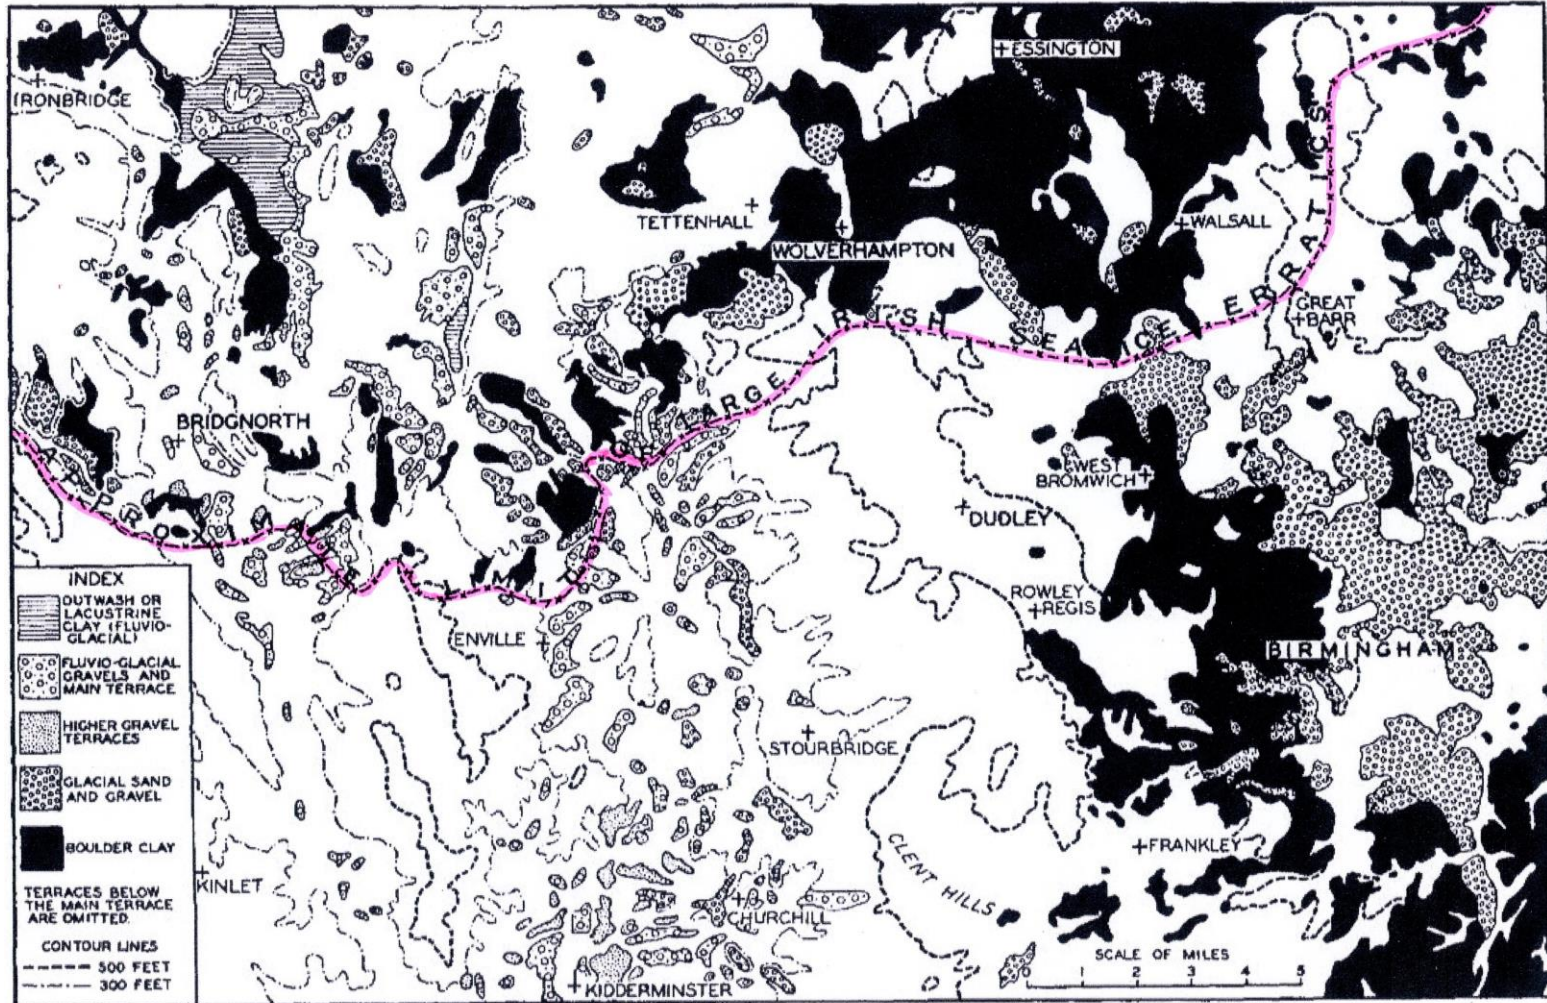 +ESSINGTON
+
IRONBRIDGE
TETTENHALL +
+WALSALL
+
WOLVERHAMPTON
GREAT
+BARR
APPROXIMATE LIMIT OF LARGE IRISH SEA ICE ERRATICS
BRIDGNORTH
+
WEST
BROMWICH+
+
DUDLEY
ROWLEY
+REGIS
ENVILLE +
BIRMINGHAM
+
STOURBRIDGE
+FRANKLEY
CLENT HILLS
+
KINLET
+
CHURCHILL
+KIDDERMINSTER
INDEX
OUTWASH OR
LACUSTRINE
CLAY (FLUVIO-
GLACIAL)
FLUVIO-GLACIAL
GRAVELS AND
MAIN TERRACE
HIGHER GRAVEL
TERRACES
GLACIAL SAND
AND GRAVEL
BOULDER CLAY
TERRACES BELOW
THE MAIN TERRACE
ARE OMITTED.
CONTOUR LINES
500 FEET
300 FEET
SCALE OF MILES
0 1 2 3 4 5